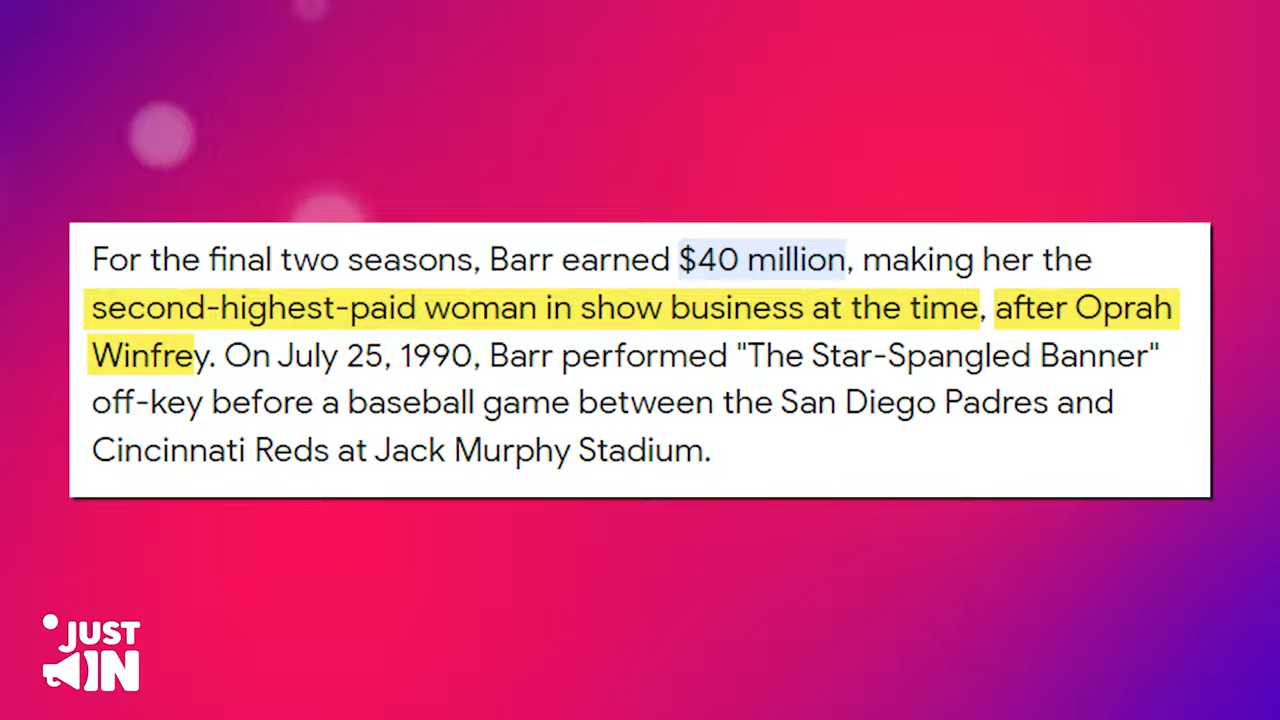 For the final two seasons, Barr earned $40 million, making her the
second-highest-paid woman in show business at the time, after Oprah
Winfrey. On July 25, 1990, Barr performed "The Star-Spangled Banner"
off-key before a baseball game between the San Diego Padres and
Cincinnati Reds at Jack Murphy Stadium.
JUST
IN